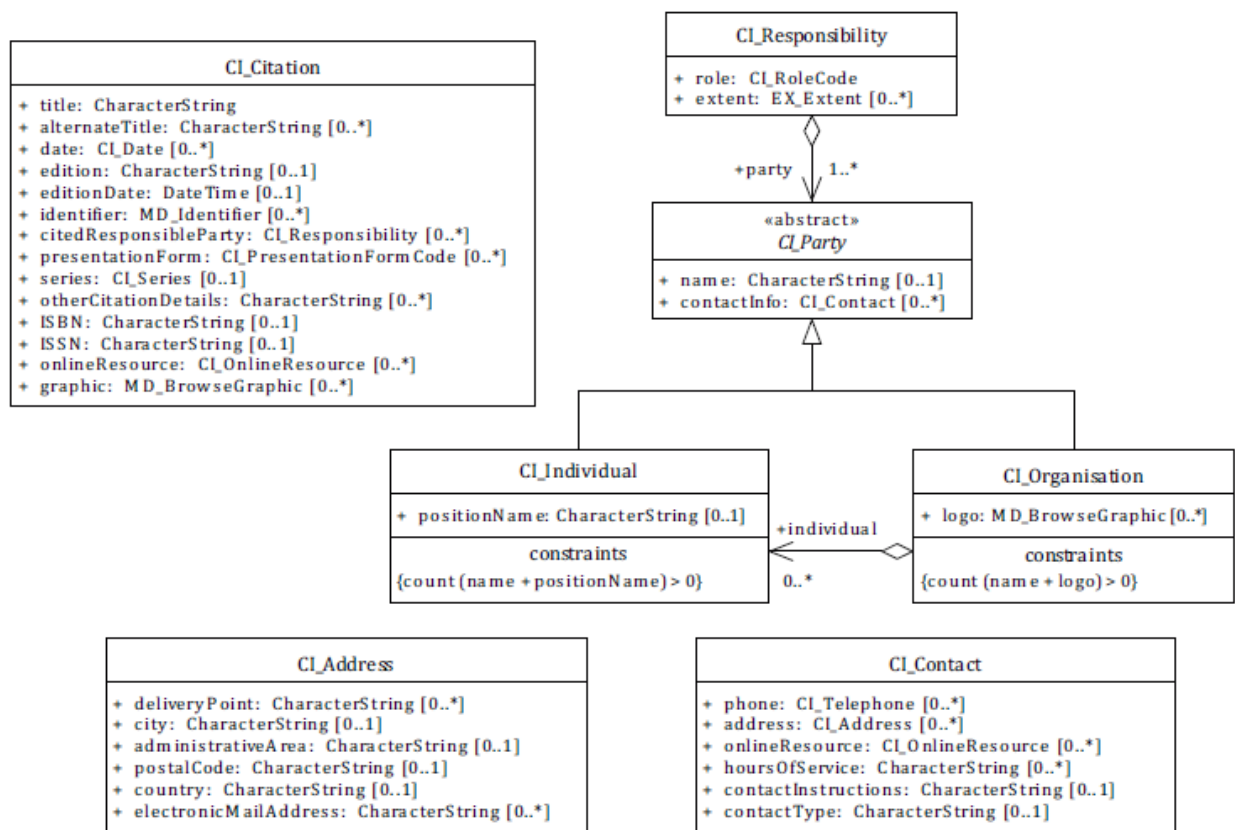 CI_Citation
+ title: CharacterString
+ alternateTitle: CharacterString [0..*]
+ date: CI_Date [0..*]
+ edition: CharacterString [0..1]
+ editionDate: DateTime [0..1]
+ identifier: MD_Identifier [0..*]
+ citedResponsibleParty: CI_Responsibility [0..*]
+ presentationForm: CI_PresentationFormCode [0..*]
+ series: CI_Series [0..1]
+ otherCitationDetails: CharacterString [0..*]
+ ISBN: CharacterString [0..1]
+ ISSN: CharacterString [0..1]
+ onlineResource: CI_OnlineResource [0..*]
+ graphic: MD_BrowseGraphic [0..*]
CI_Responsibility
+ role: CI_RoleCode
+ extent: EX_Extent [0..*]
+party 1..*
«abstract»
CI_Party
+ name: CharacterString [0..1]
+ contactInfo: CI_Contact [0..*]
CI_Individual
+ positionName: CharacterString [0..1]
constraints
{count (name + positionName) > 0}
+individual
0..*
CI_Organisation
+ logo: MD_BrowseGraphic [0..*]
constraints
{count (name + logo) > 0}
CI_Address
+ deliveryPoint: CharacterString [0..*]
+ city: CharacterString [0..1]
+ administrativeArea: CharacterString [0..1]
+ postalCode: CharacterString [0..1]
+ country: CharacterString [0..1]
+ electronicMailAddress: CharacterString [0..*]
CI_Contact
+ phone: CI_Telephone [0..*]
+ address: CI_Address [0..*]
+ onlineResource: CI_OnlineResource [0..*]
+ hoursOfService: CharacterString [0..*]
+ contactInstructions: CharacterString [0..1]
+ contactType: CharacterString [0..1]